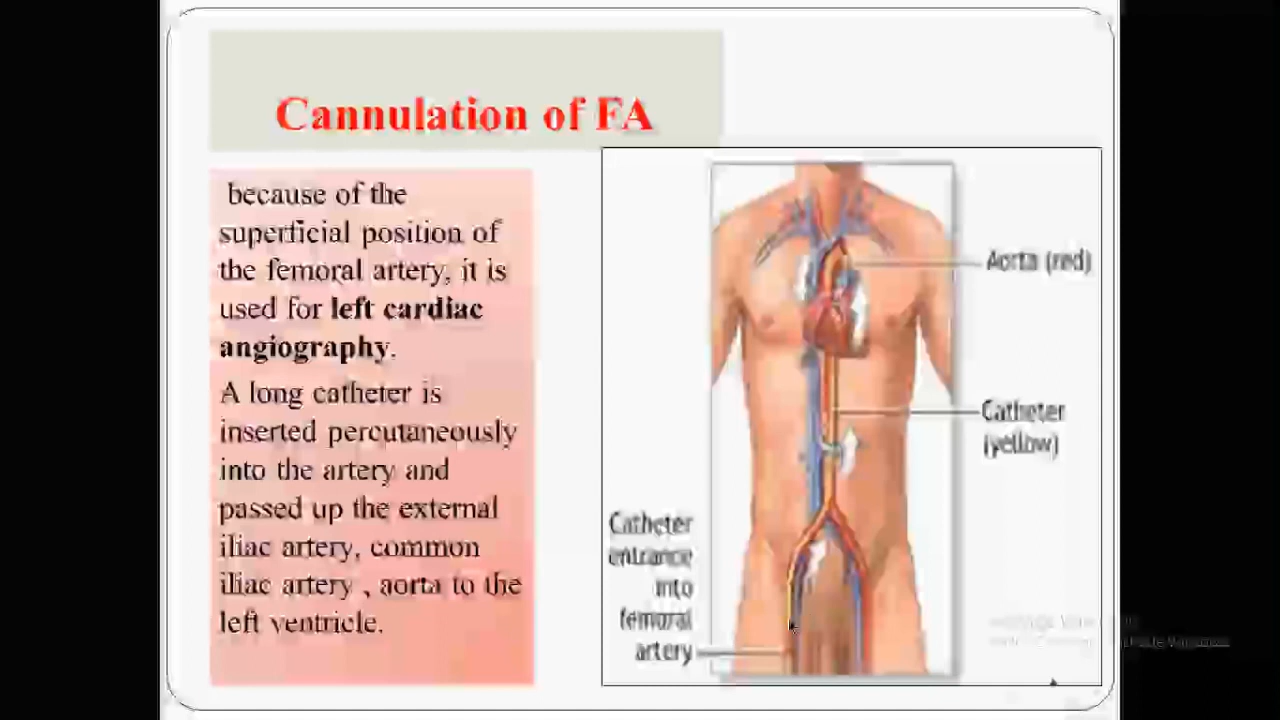 Cannulation of FA
because of the
superficial position of
the femoral artery, it is
used for left cardiac
angiography.
A long catheter is
inserted percutaneously
into the artery and
passed up the external
iliac artery, common
iliac artery , aorta to the
left ventricle.
Aorta (red)
Catheter
(yellow)
Catheter
entrance
into
femoral
artery